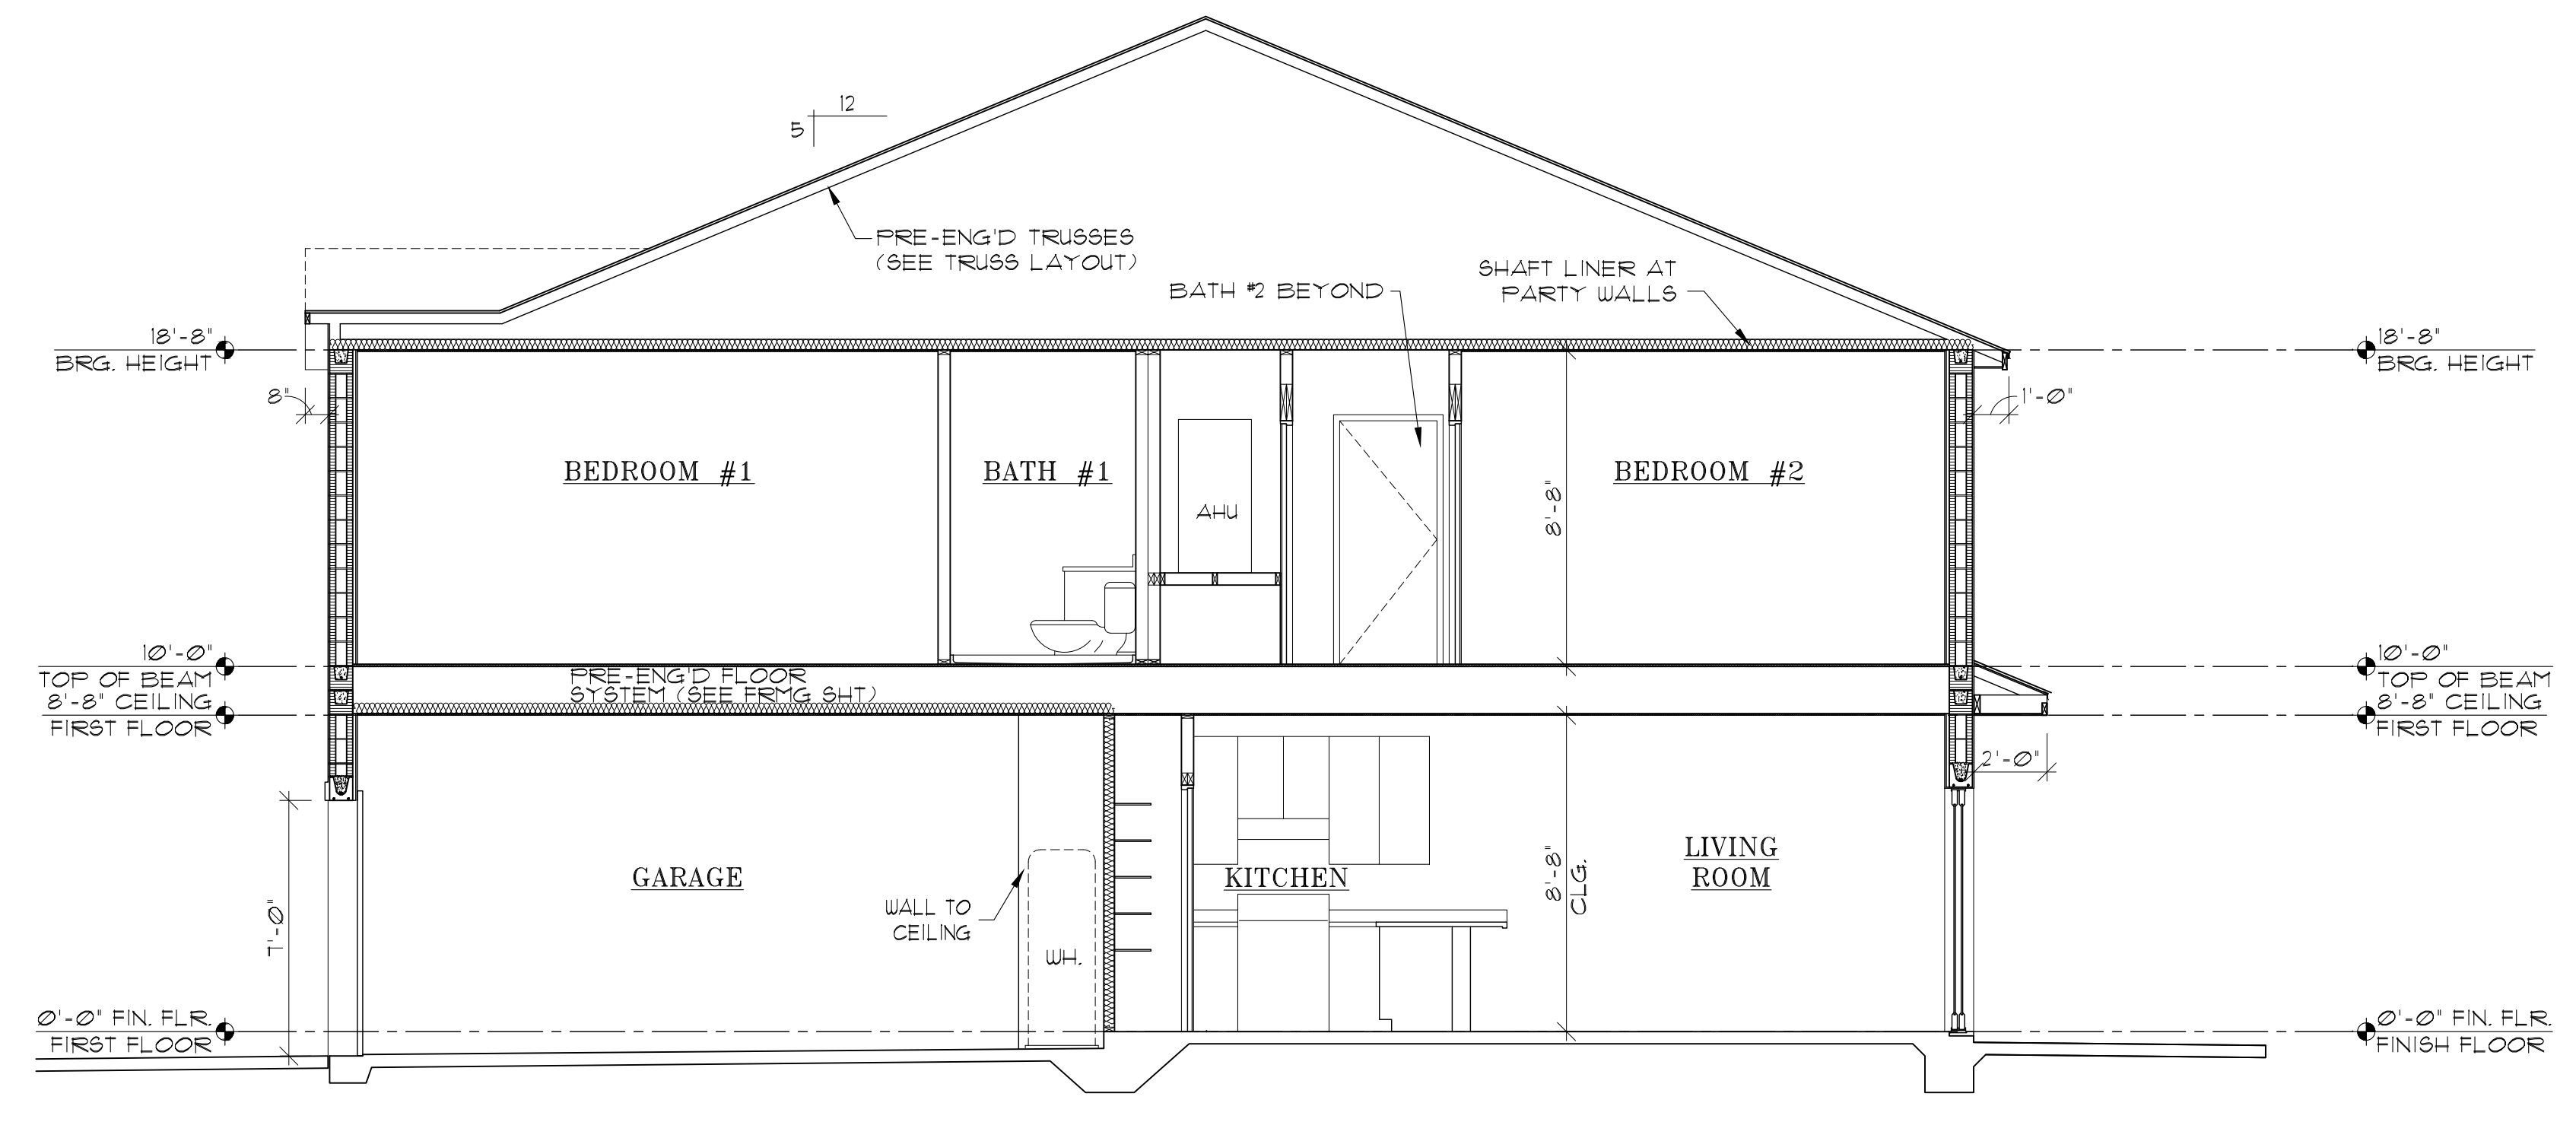 12
5
PRE-ENG'D TRUSSES
(SEE TRUSS LAYOUT)
SHAFT LINER AT
PARTY WALLS
BATH #2 BEYOND
18'-8"
BRG. HEIGHT
18'-8"
BRG. HEIGHT
8"
1'-0"
BEDROOM #1
BATH #1
BEDROOM #2
AHU
8'-8"
10'-0"
TOP OF BEAM
8'-8" CEILING
FIRST FLOOR
PRE-ENG'D FLOOR
SYSTEM (SEE FRMG SHT)
10'-0"
TOP OF BEAM
8'-8" CEILING
FIRST FLOOR
2'-0"
GARAGE
KITCHEN
LIVING
ROOM
8'-8"
CLG.
7'-0"
WALL TO
CEILING
WH.
0'-0" FIN. FLR.
FIRST FLOOR
0'-0" FIN. FLR.
FINISH FLOOR